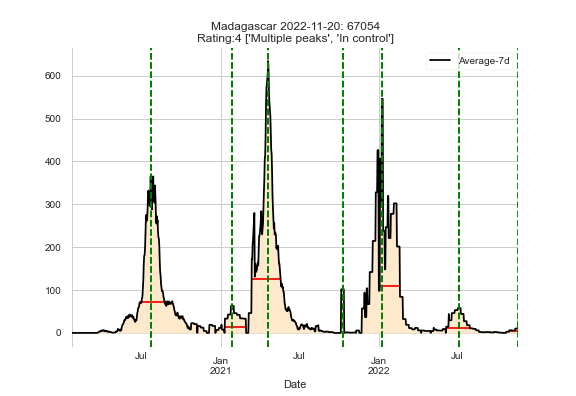 Madagascar 2022-11-20: 67054
Rating:4 ['Multiple peaks', 'In control']
Average-7d
600
500
400
300
200
100
0
Jul
Jan
2021
Jul
Jan
2022
Jul
Date